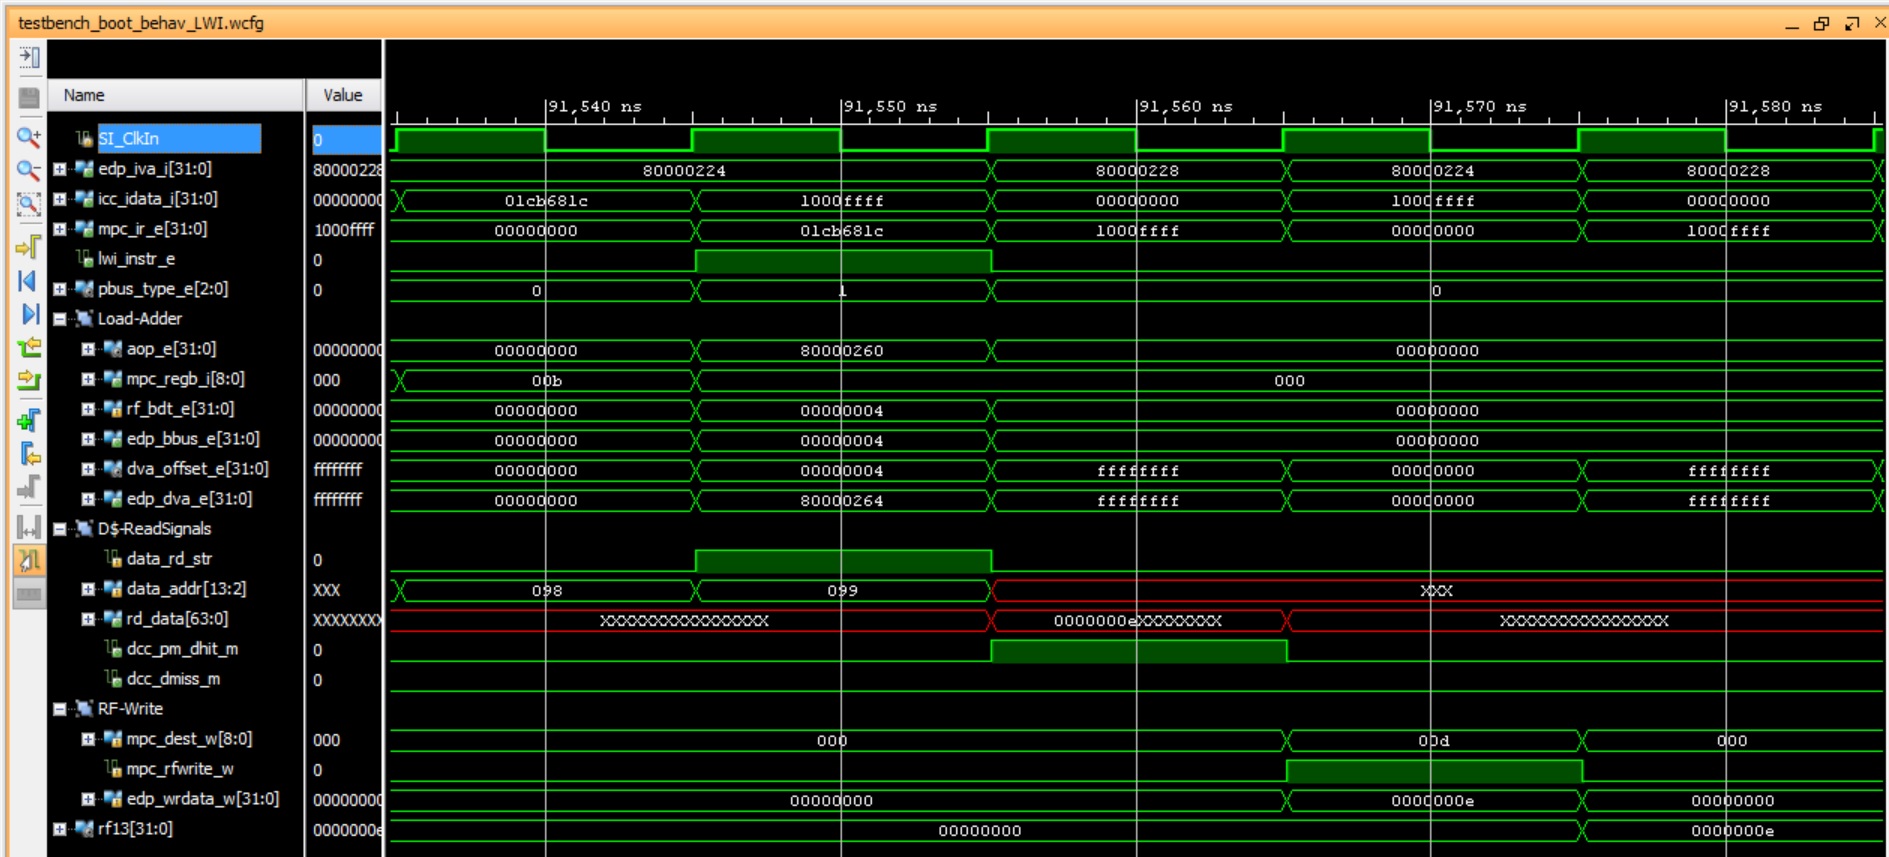 testbench_boot_behav_LWI.wcfg
Name Value
91,540 ns 91,550 ns 91,560 ns 91,570 ns 91,580 ns
SI_ClkIn 0
edp_iva_i[31:0] 80000228 80000224 80000228 80000224 80000228
icc_idata_i[31:0] 00000000 01cb681c 1000ffff 00000000 1000ffff 00000000
mpc_ir_e[31:0] 1000ffff 00000000 01cb681c 1000ffff 00000000 1000ffff
lwi_instr_e 0
pbus_type_e[2:0] 0 0 1 0
Load-Adder
aop_e[31:0] 00000000 00000000 80000260 00000000
mpc_regb_i[8:0] 000 00b 000
rf_bdt_e[31:0] 00000000 00000000 00000004 00000000
edp_bbus_e[31:0] 00000000 00000000 00000004 00000000
dva_offset_e[31:0] ffffffff 00000000 00000004 ffffffff 00000000 ffffffff
edp_dva_e[31:0] ffffffff 00000000 80000264 ffffffff 00000000 ffffffff
D$-ReadSignals
data_rd_str 0
data_addr[13:2] XXX 098 099 XXX
rd_data[63:0] XXXXXXXX XXXXXXXXXXXXXXXX 0000000eXXXXXXXX XXXXXXXXXXXXXXXX
dcc_pm_dhit_m 0
dcc_dmiss_m 0
RF-Write
mpc_dest_w[8:0] 000 000 00d 000
mpc_rfwrite_w 0
edp_wrdata_w[31:0] 00000000 00000000 0000000e 00000000
rf13[31:0] 0000000e 00000000 0000000e